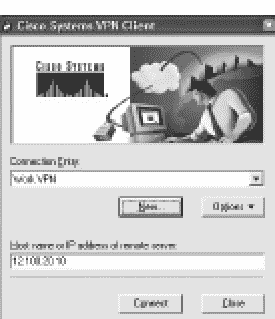 Cisco Systems VPN Client
CISCO SYSTEMS
Connection Entry:
Work VPN
New...
Options
Host name or IP address of remote server:
Connect
Close